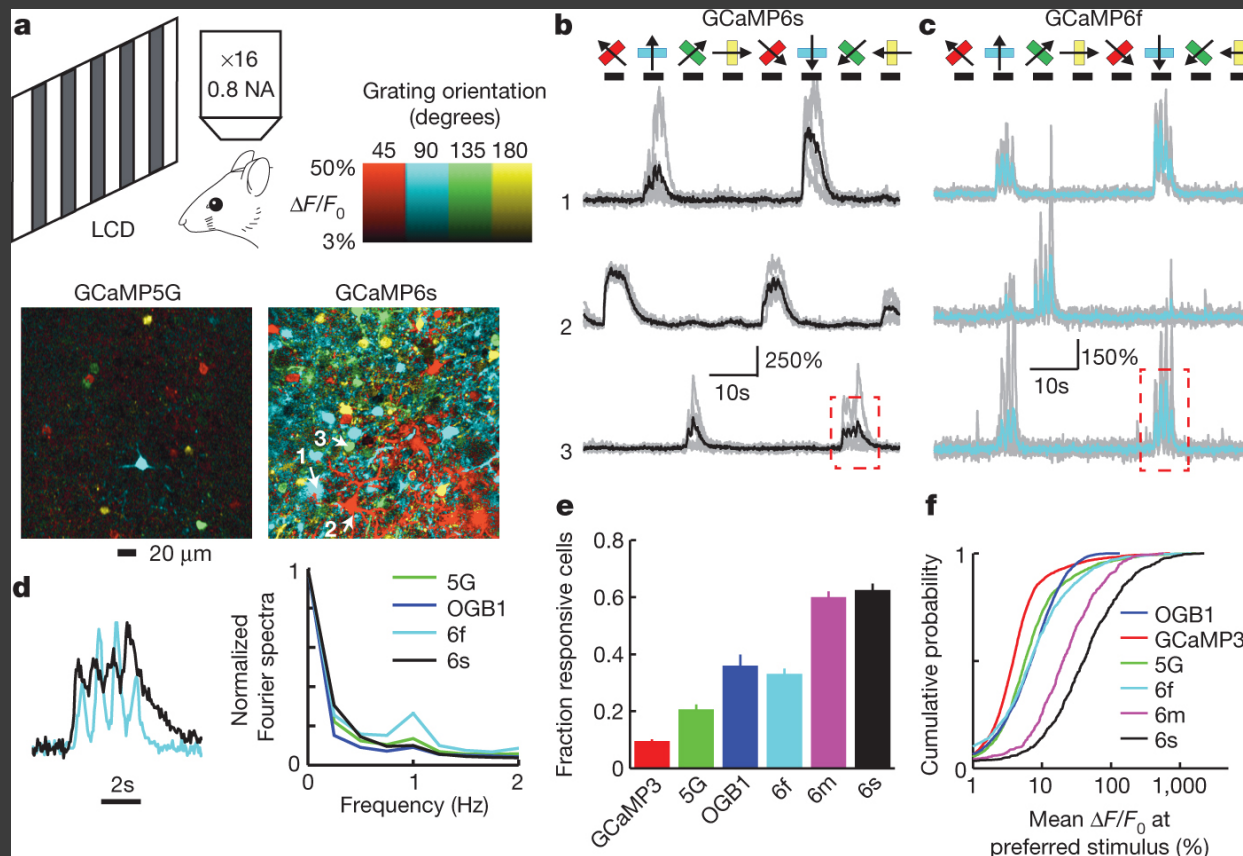 a
×16
0.8 NA
LCD
Grating orientation
(degrees)
45 90 135 180
50%
ΔF/F0
3%
GCaMP5G
GCaMP6s
3
1
2
20 μm
b
GCaMP6s
1
2
250%
10s
3
c
GCaMP6f
150%
10s
d
2s
1
Normalized
Fourier spectra
0
5G
OGB1
6f
6s
0 1 2
Frequency (Hz)
e
Fraction responsive cells
0.8
0.6
0.4
0.2
0
GCaMP3
5G
OGB1
6f
6m
6s
f
Cumulative probability
1
0
OGB1
GCaMP3
5G
6f
6m
6s
1 10 100 1,000
Mean ΔF/F0 at
preferred stimulus (%)